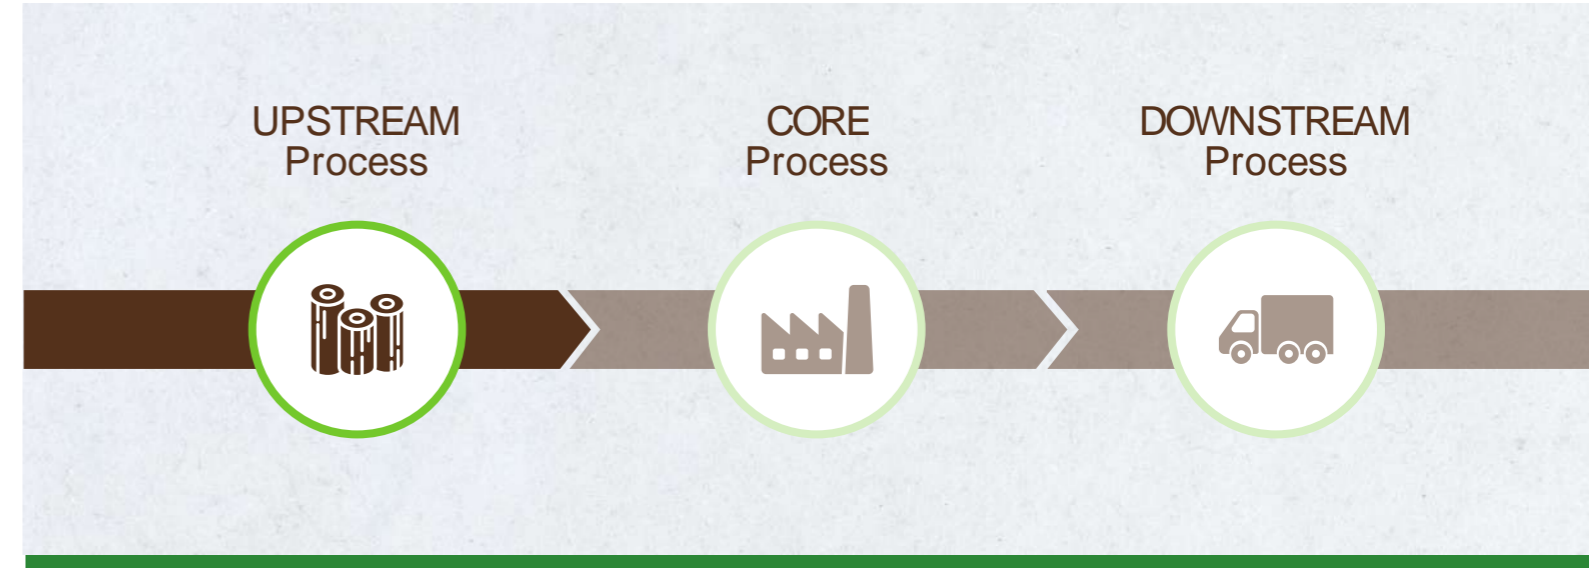 UPSTREAM
Process
CORE
Process
DOWNSTREAM
Process